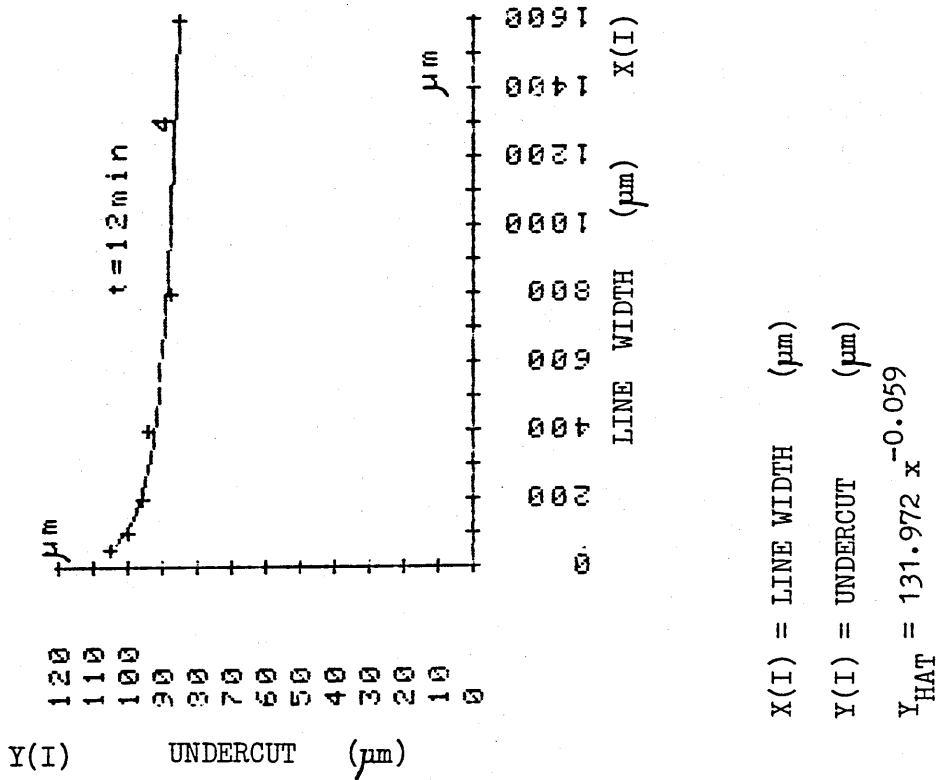 Y(I)
UNDERCUT (µm)
120
110
100
90
80
70
60
50
40
30
20
10
0
µm
t=12min
4
µm
0
200
400
600
800
1000
1200
1400
1600
LINE WIDTH (µm) X(I)
X(I) = LINE WIDTH (µm)
Y(I) = UNDERCUT (µm)
Y_HAT = 131.972 x^-0.059